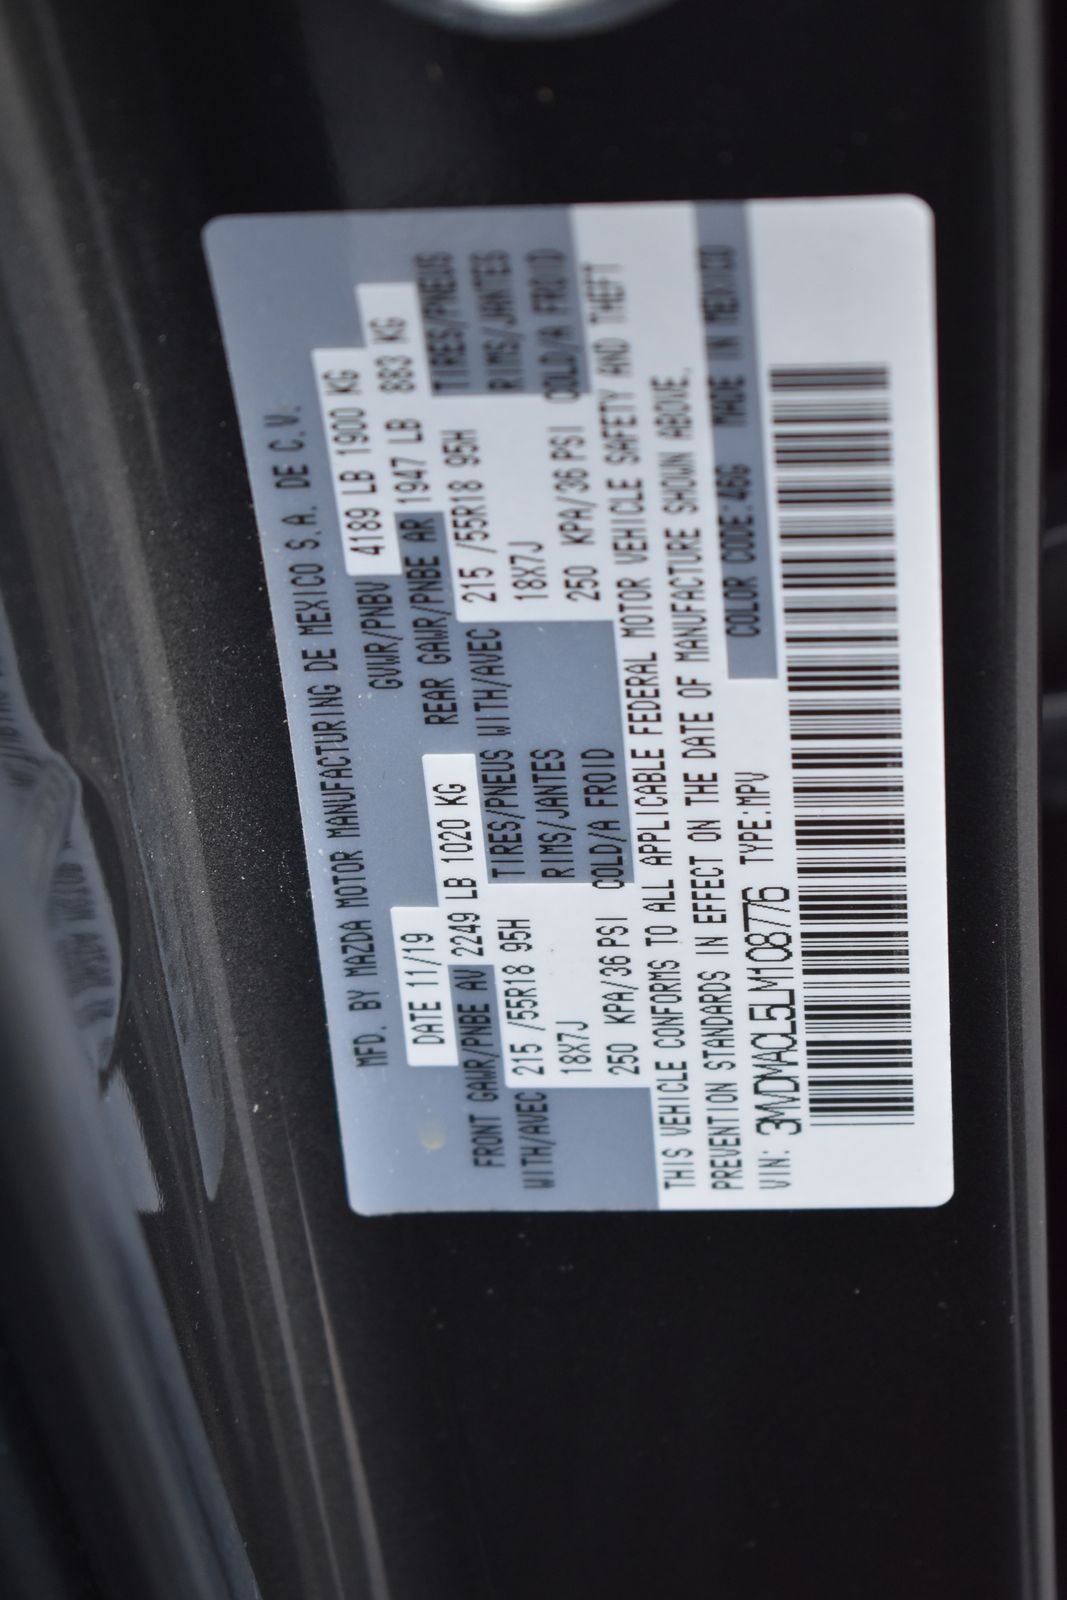 MFD. BY MAZDA MOTOR MANUFACTURING DE MEXICO S.A. DE C.V.
DATE 11/19 GVWR/PNBV 4189 LB 1900 KG
FRONT GAWR/PNBE AV 2249 LB 1020 KG REAR GAWR/PNBE AR 1947 LB 883 KG
WITH/AVEC 215 /55R18 95H TIRES/PNEUS WITH/AVEC 215 /55R18 95H TIRES/PNEUS
18X7J RIMS/JANTES 18X7J RIMS/JANTES
250 KPA/36 PSI COLD/A FROID 250 KPA/36 PSI COLD/A FROID
THIS VEHICLE CONFORMS TO ALL APPLICABLE FEDERAL MOTOR VEHICLE SAFETY AND THEFT
PREVENTION STANDARDS IN EFFECT ON THE DATE OF MANUFACTURE SHOWN ABOVE.
VIN: 3MVDMACL5LM108776 TYPE:MPV COLOR CODE:46G MADE IN MEXICO